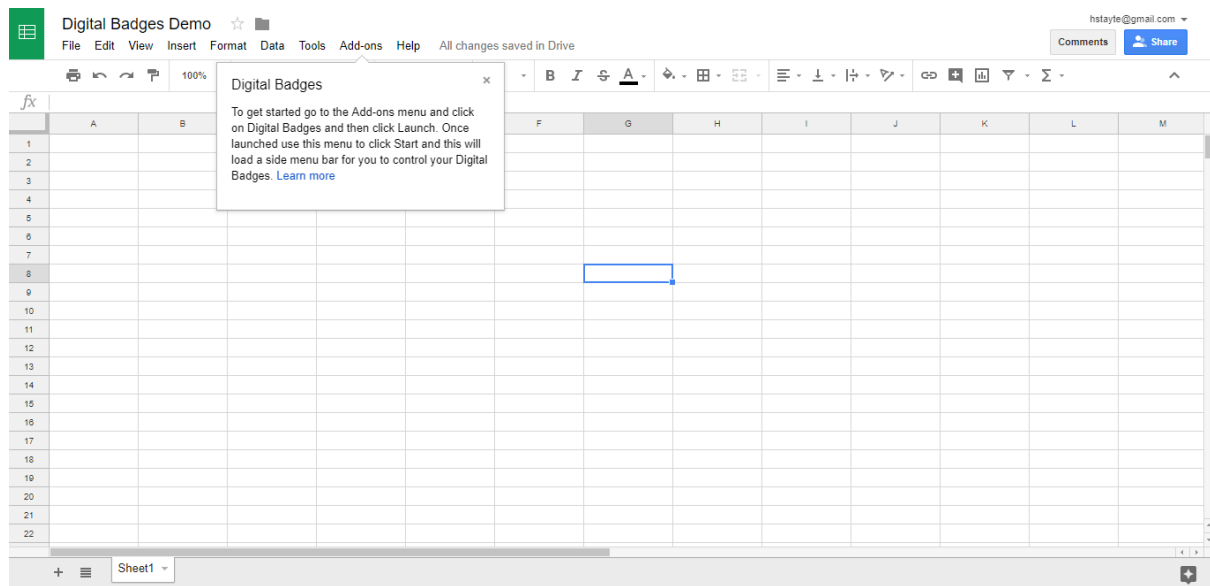 Digital Badges Demo
hstayte@gmail.com
File Edit View Insert Format Data Tools Add-ons Help All changes saved in Drive
Comments Share
100%
B I S A Σ
Digital Badges ×
To get started go to the Add-ons menu and click
on Digital Badges and then click Launch. Once
launched use this menu to click Start and this will
load a side menu bar for you to control your Digital
Badges. Learn more
fx
A B F G H I J K L M
1
2
3
4
5
6
7
8
9
10
11
12
13
14
15
16
17
18
19
20
21
22
Sheet1